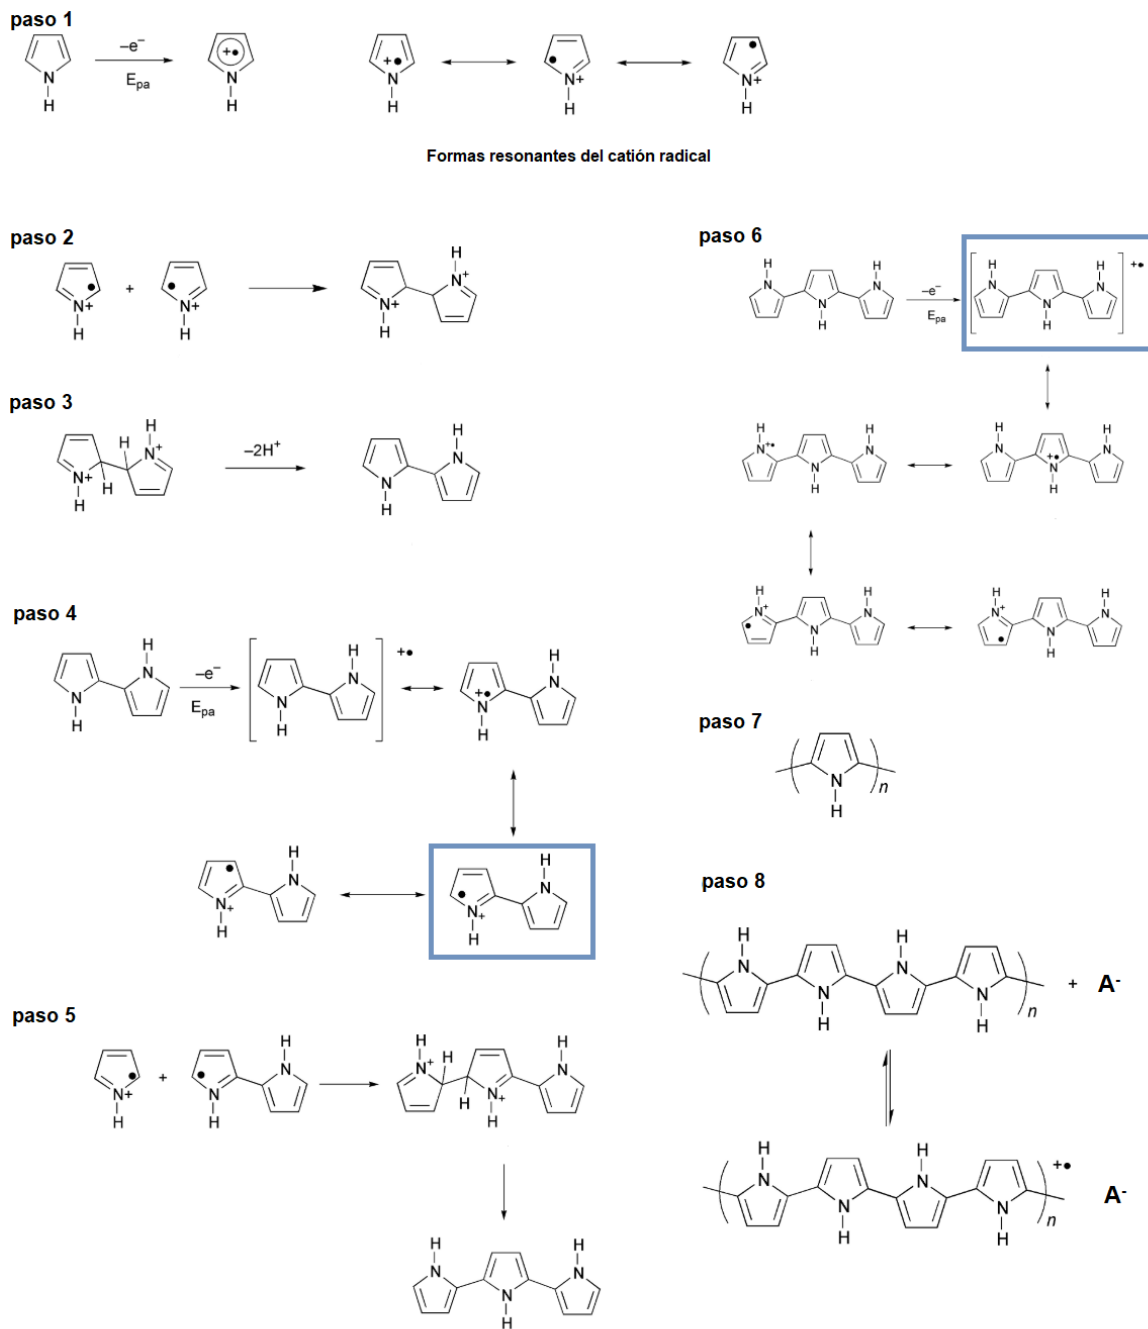 paso 1
–e⁻
Eₚₐ
N
H
+•
N
H
+•
N
H
N+
H
N+
H
Formas resonantes del catión radical
paso 2
N+
H
+
N+
H
N+
H
H
N+
paso 3
N+
H
H
H
H
N+
–2H⁺
N
H
H
N
paso 4
N
H
H
N
–e⁻
Eₚₐ
N
H
H
N
+•
+•
N
H
H
N
N+
H
H
N
N+
H
H
N
paso 5
N+
H
+
N
H
+
H
N
H
N+
H
H
N+
H
H
N
H
N
N
H
H
N
paso 6
H
N
N
H
H
N
–e⁻
Eₚₐ
H
N
N
H
H
N
+•
H
N+•
N
H
H
N
H
N
+•
N
H
H
N
H
N+
N
H
H
N
H
N+
N
H
H
N
paso 7
N
H
n
paso 8
H
N
N
H
H
N
N
H
n
+ A⁻
H
N
N
H
H
N
N
H
n
+•
A⁻